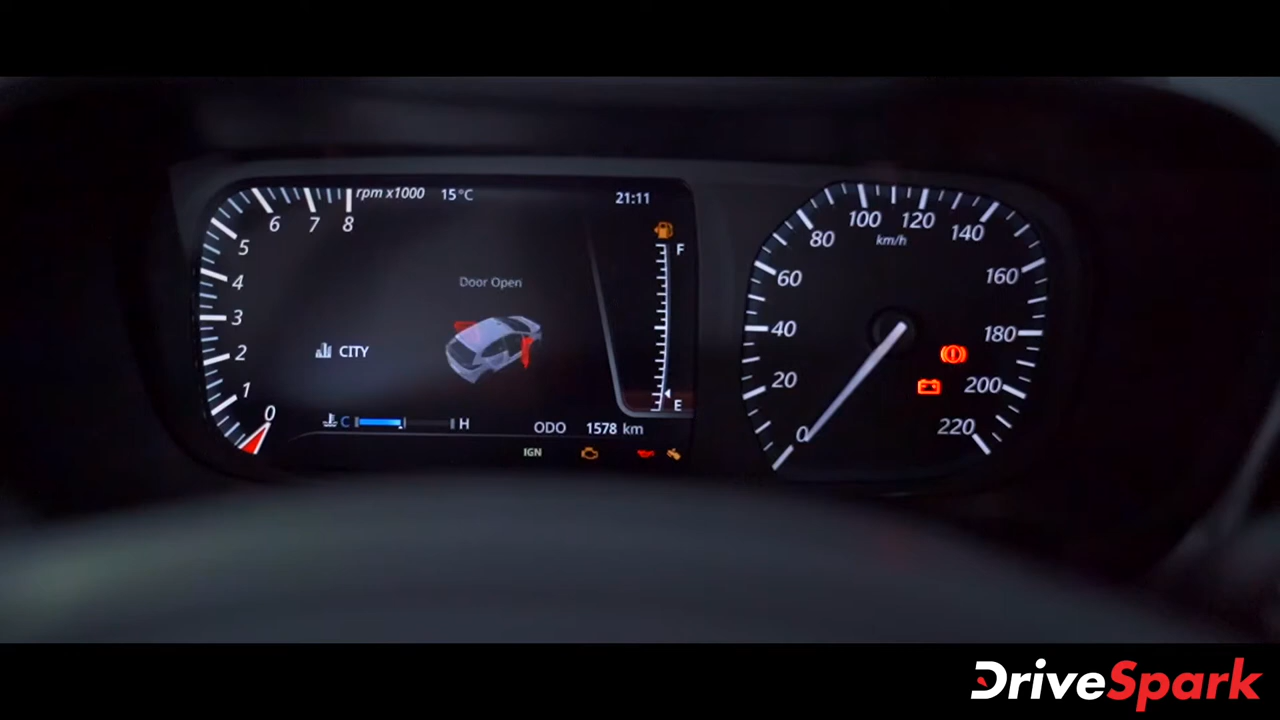 rpm x1000 15°C 21:11
6 7 8
5
4
3
2
1
0
F
Door Open
CITY
C H
E
ODO 1578 km
IGN
100 120
80 140
km/h
60 160
40 180
20 200
0 220
DriveSpark